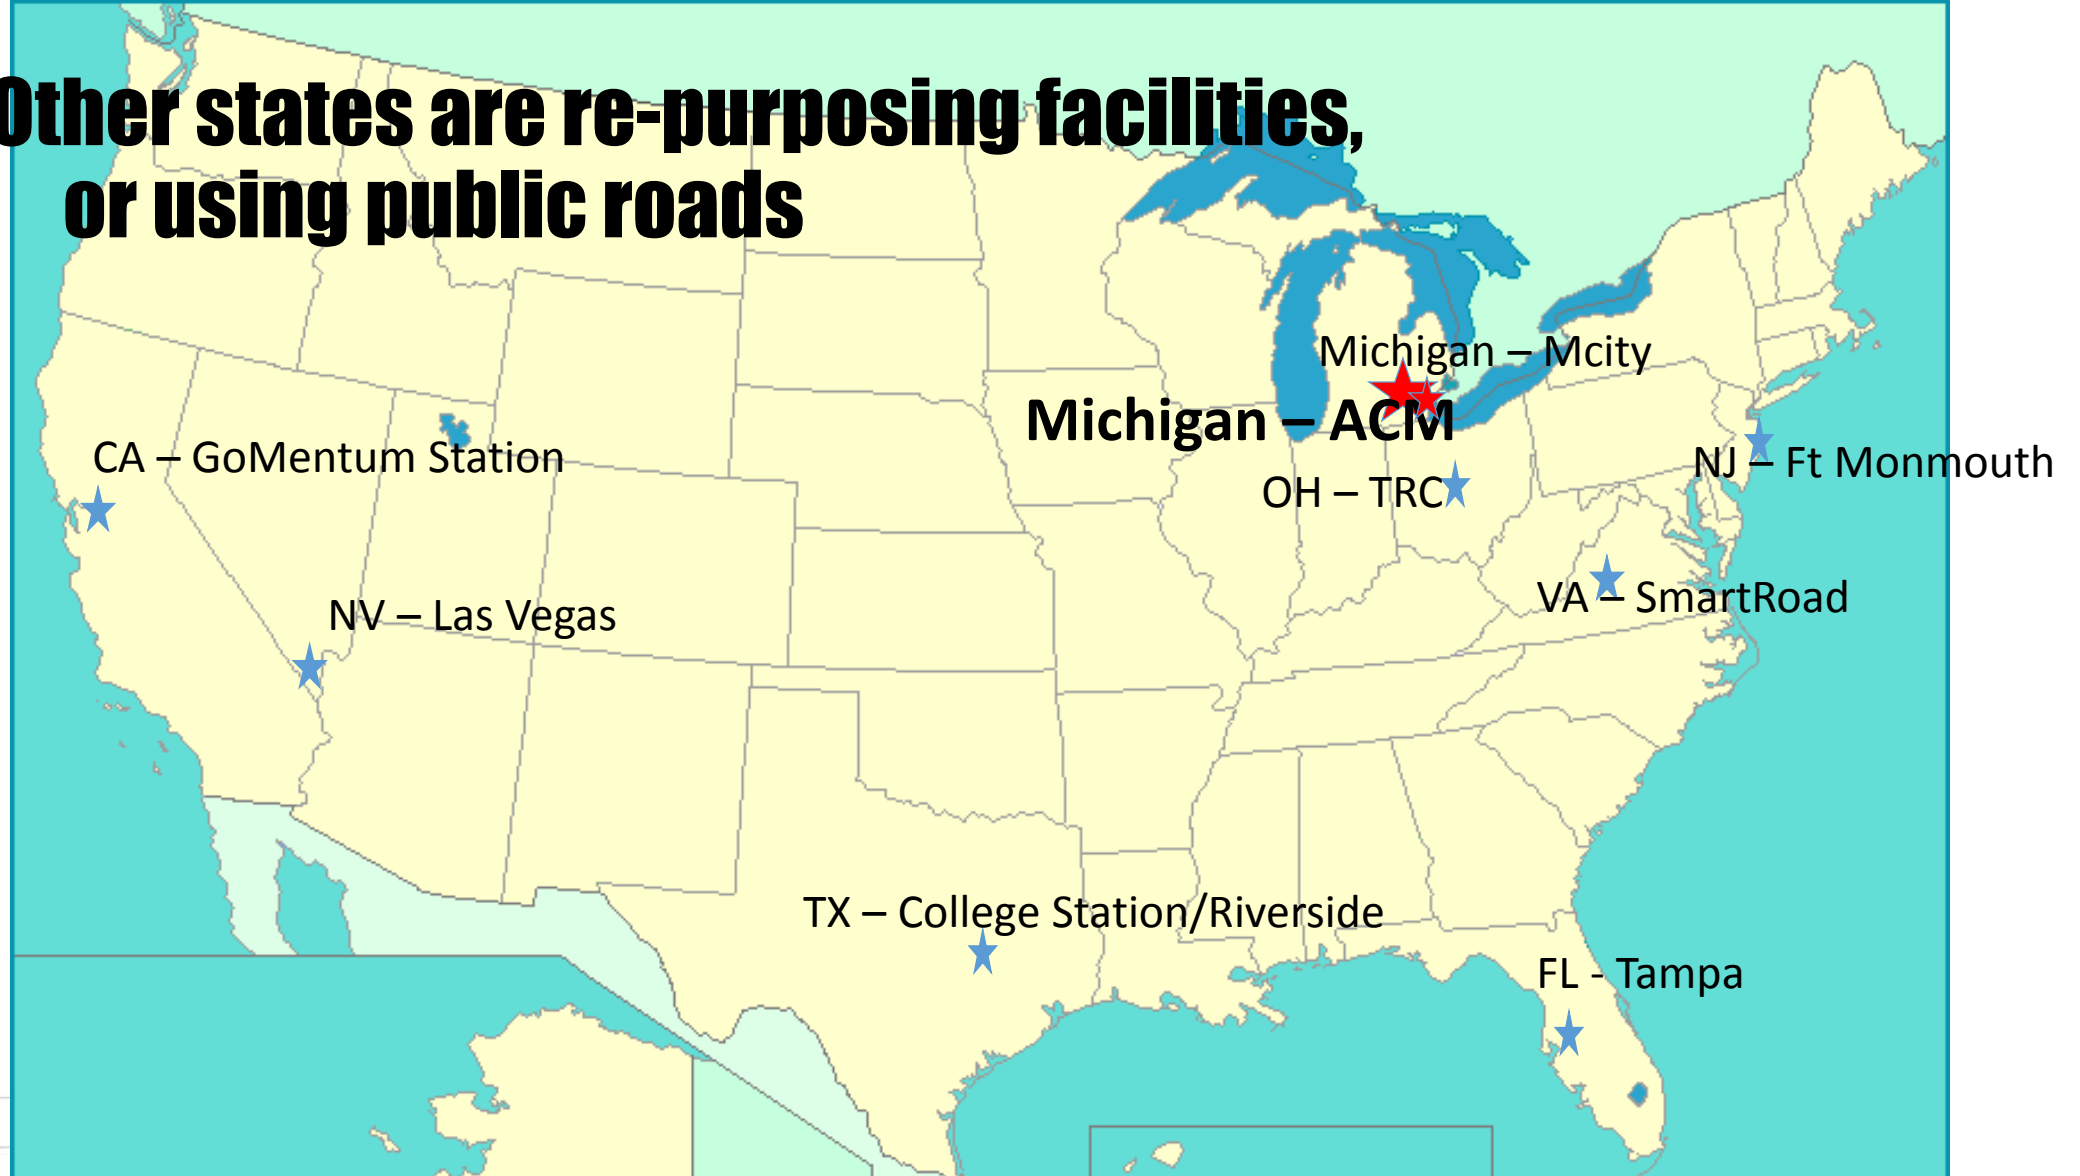 Other states are re-purposing facilities,
or using public roads
Michigan – Mcity
Michigan – ACM
CA – GoMentum Station
NJ – Ft Monmouth
OH – TRC
VA – SmartRoad
NV – Las Vegas
TX – College Station/Riverside
FL - Tampa